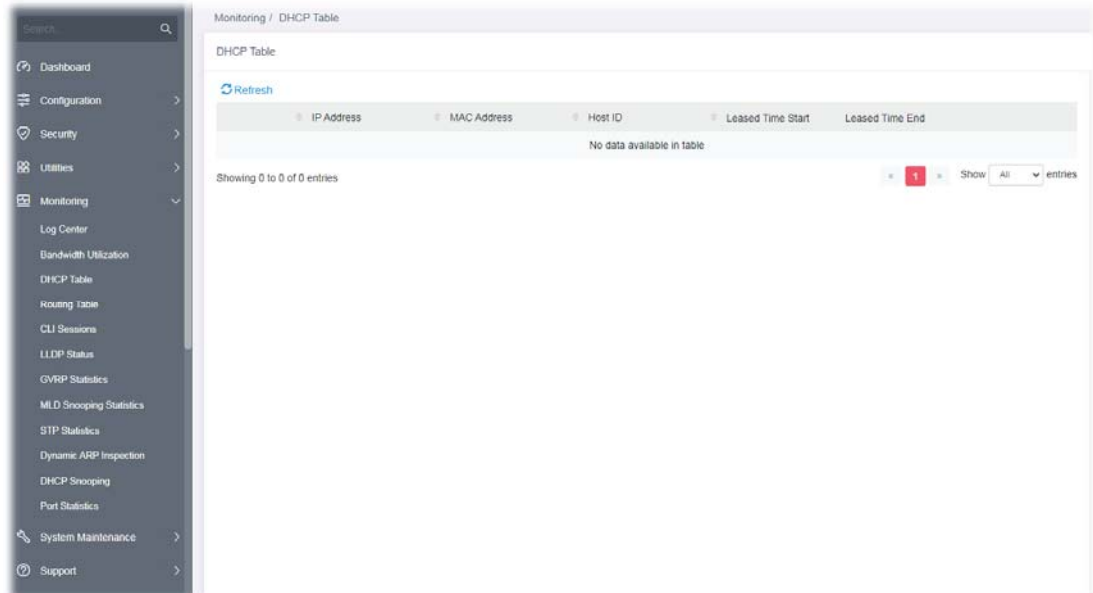 Search...
Dashboard
Configuration
Security
Utilities
Monitoring
Log Center
Bandwidth Utilization
DHCP Table
Routing Table
CLI Sessions
LLDP Status
GVRP Statistics
MLD Snooping Statistics
STP Statistics
Dynamic ARP Inspection
DHCP Snooping
Port Statistics
System Maintenance
Support
Monitoring / DHCP Table
DHCP Table
Refresh
IP Address MAC Address Host ID Leased Time Start Leased Time End
No data available in table
Showing 0 to 0 of 0 entries
« 1 » Show All entries